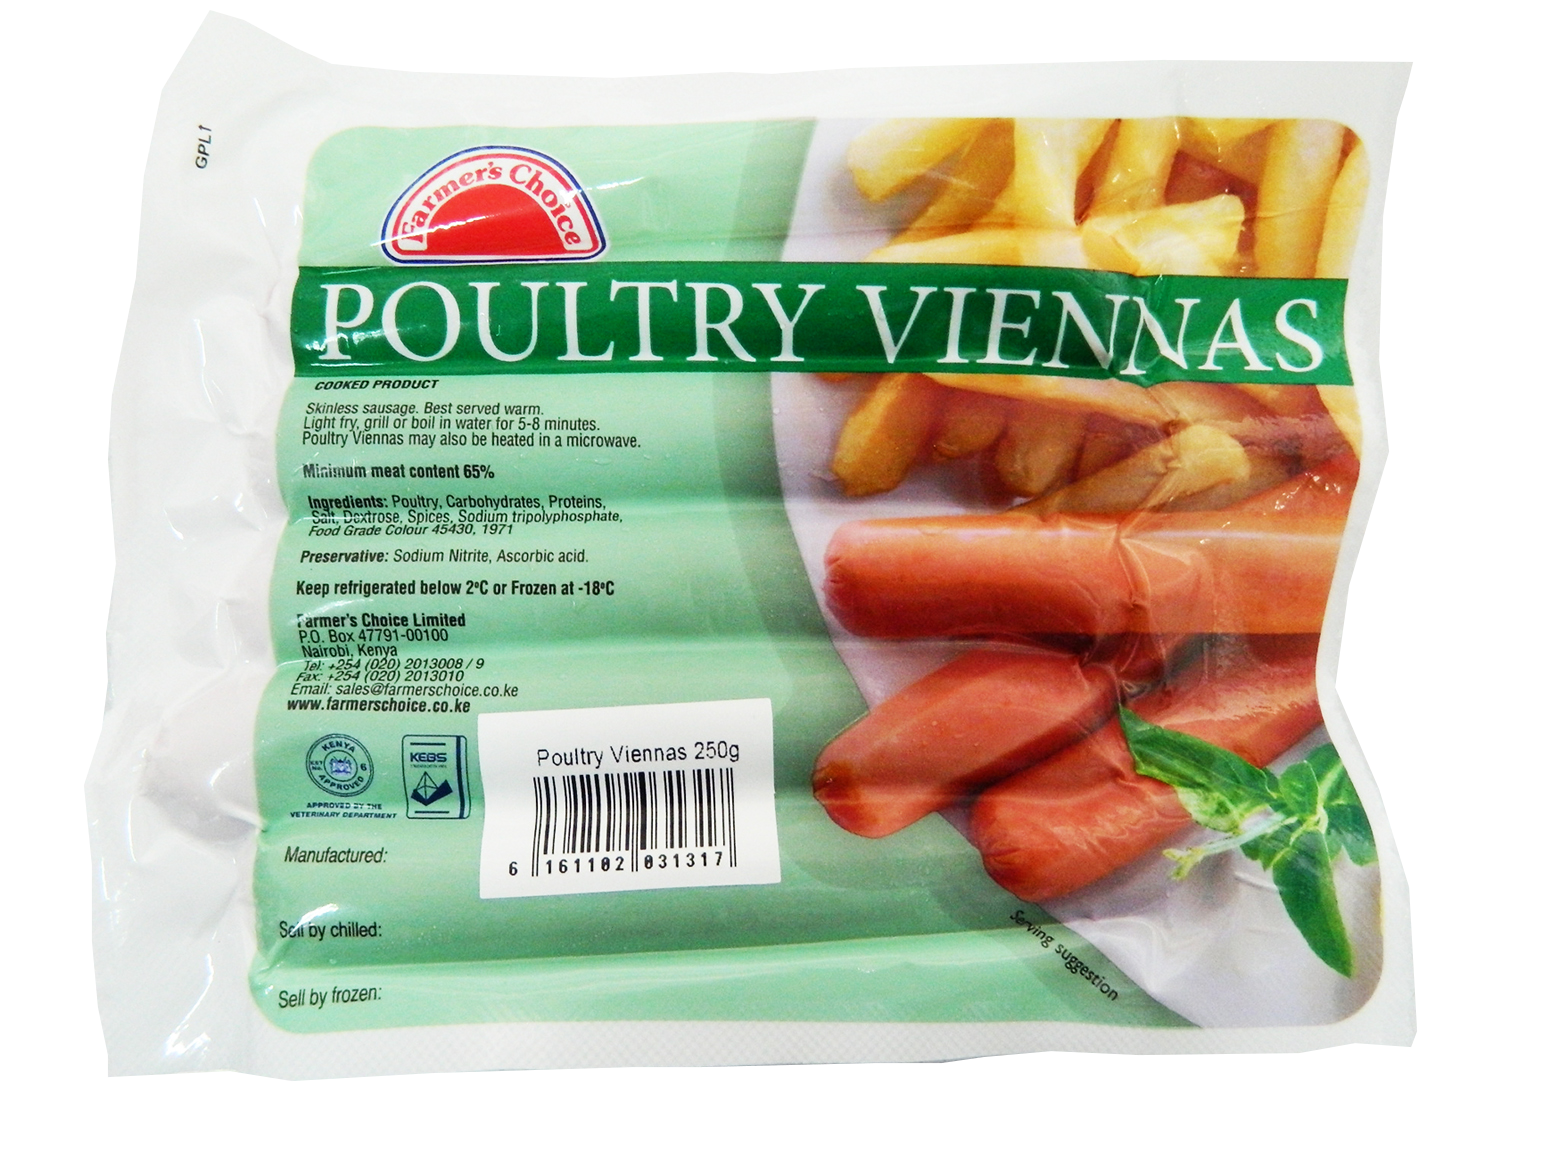 GPL1
Farmer's Choice
POULTRY VIENNAS
COOKED PRODUCT
Skinless sausage. Best served warm.
Light fry, grill or boil in water for 5-8 minutes.
Poultry Viennas may also be heated in a microwave.
Minimum meat content 65%
Ingredients: Poultry, Carbohydrates, Proteins,
Salt, Dextrose, Spices, Sodium tripolyphosphate,
Food Grade Colour 45430, 1971
Preservative: Sodium Nitrite, Ascorbic acid.
Keep refrigerated below 2°C or Frozen at -18°C
Farmer's Choice Limited
P.O. Box 47791-00100
Nairobi, Kenya
Tel: +254 (020) 2013008 / 9
Fax: +254 (020) 2013010
Email: sales@farmerschoice.co.ke
www.farmerschoice.co.ke
KENYA
EST No. 6
APPROVED
APPROVED BY THE
VETERINARY DEPARTMENT
KEBS
Poultry Viennas 250g
6 161102 031317
Manufactured:
Sell by chilled:
Sell by frozen:
Serving suggestion